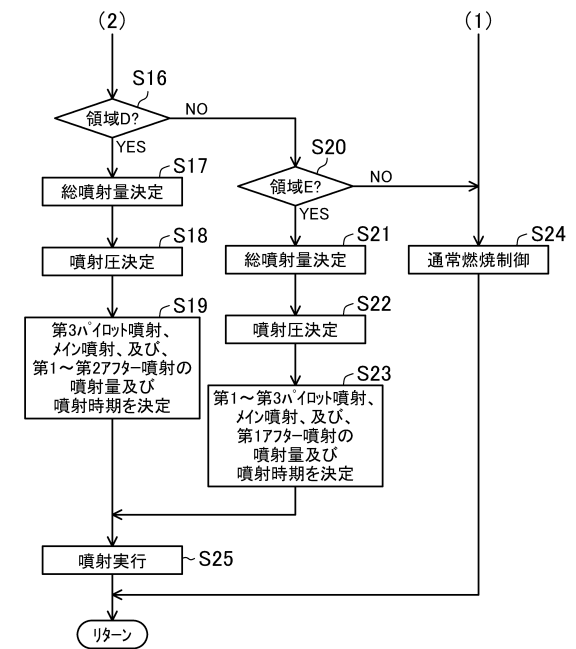 (2)
(1)
S16
領域D?
NO
YES
S17
総噴射量決定
S18
噴射圧決定
S19
第3パイロット噴射、
メイン噴射、及び、
第1～第2アフター噴射の
噴射量及び
噴射時期を決定
S20
領域E?
NO
YES
S21
総噴射量決定
S22
噴射圧決定
S23
第1～第3パイロット噴射、
メイン噴射、及び、
第1アフター噴射の
噴射量及び
噴射時期を決定
S24
通常燃焼制御
噴射実行
S25
リターン